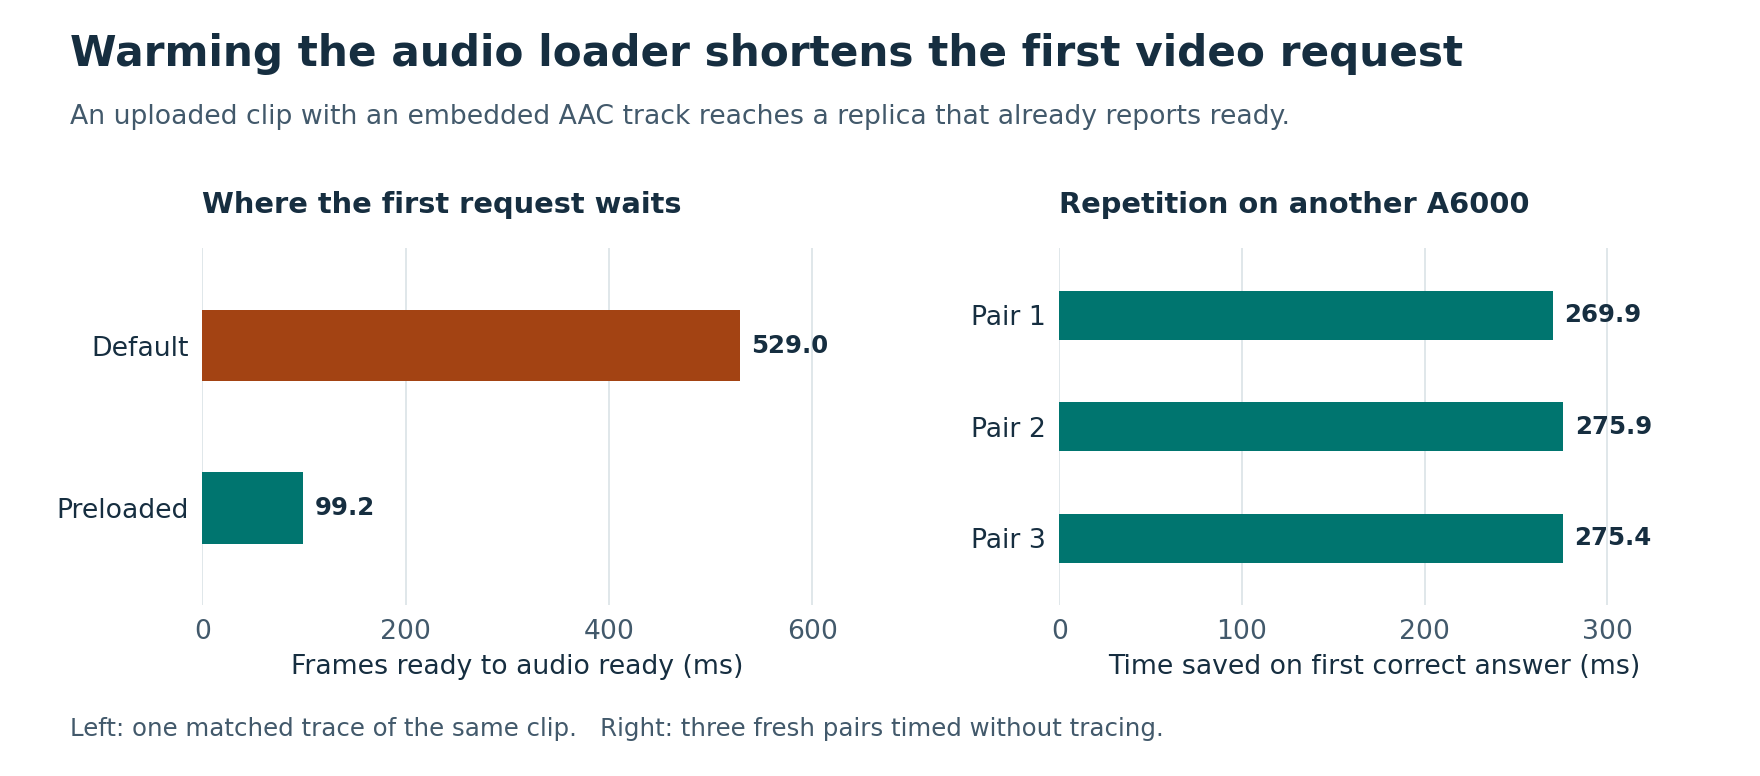 Warming the audio loader shortens the first video request
An uploaded clip with an embedded AAC track reaches a replica that already reports ready.
Where the first request waits
Default
529.0
Preloaded
99.2
0 200 400 600
Frames ready to audio ready (ms)
Repetition on another A6000
Pair 1
269.9
Pair 2
275.9
Pair 3
275.4
0 100 200 300
Time saved on first correct answer (ms)
Left: one matched trace of the same clip. Right: three fresh pairs timed without tracing.